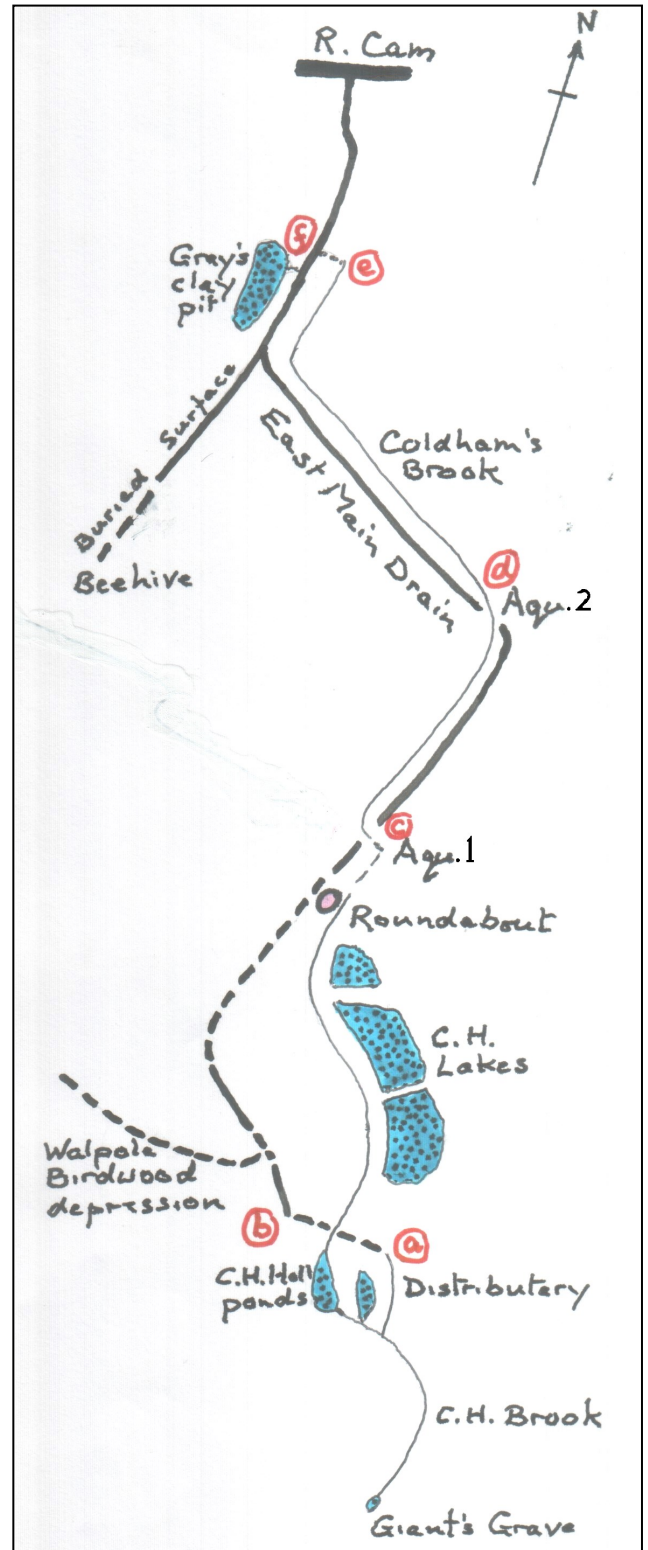 N
R. Cam
f
e
Gray's
clay
pit
Buried Surface
Beehive
Coldham's
Brook
East Main Drain
d
Aqu.2
c
Aqu.1
Roundabout
C.H.
Lakes
Walpole
Birdwood
depression
b
a
C.H.Hall
ponds
Distributary
C.H. Brook
Giant's Grave